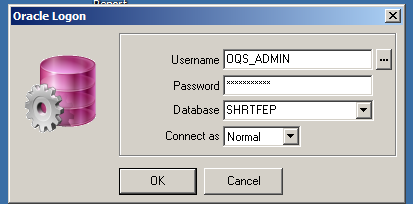 Oracle Logon
Username OQS_ADMIN ...
Password ***********
Database SHRTFEP
Connect as Normal
OK Cancel